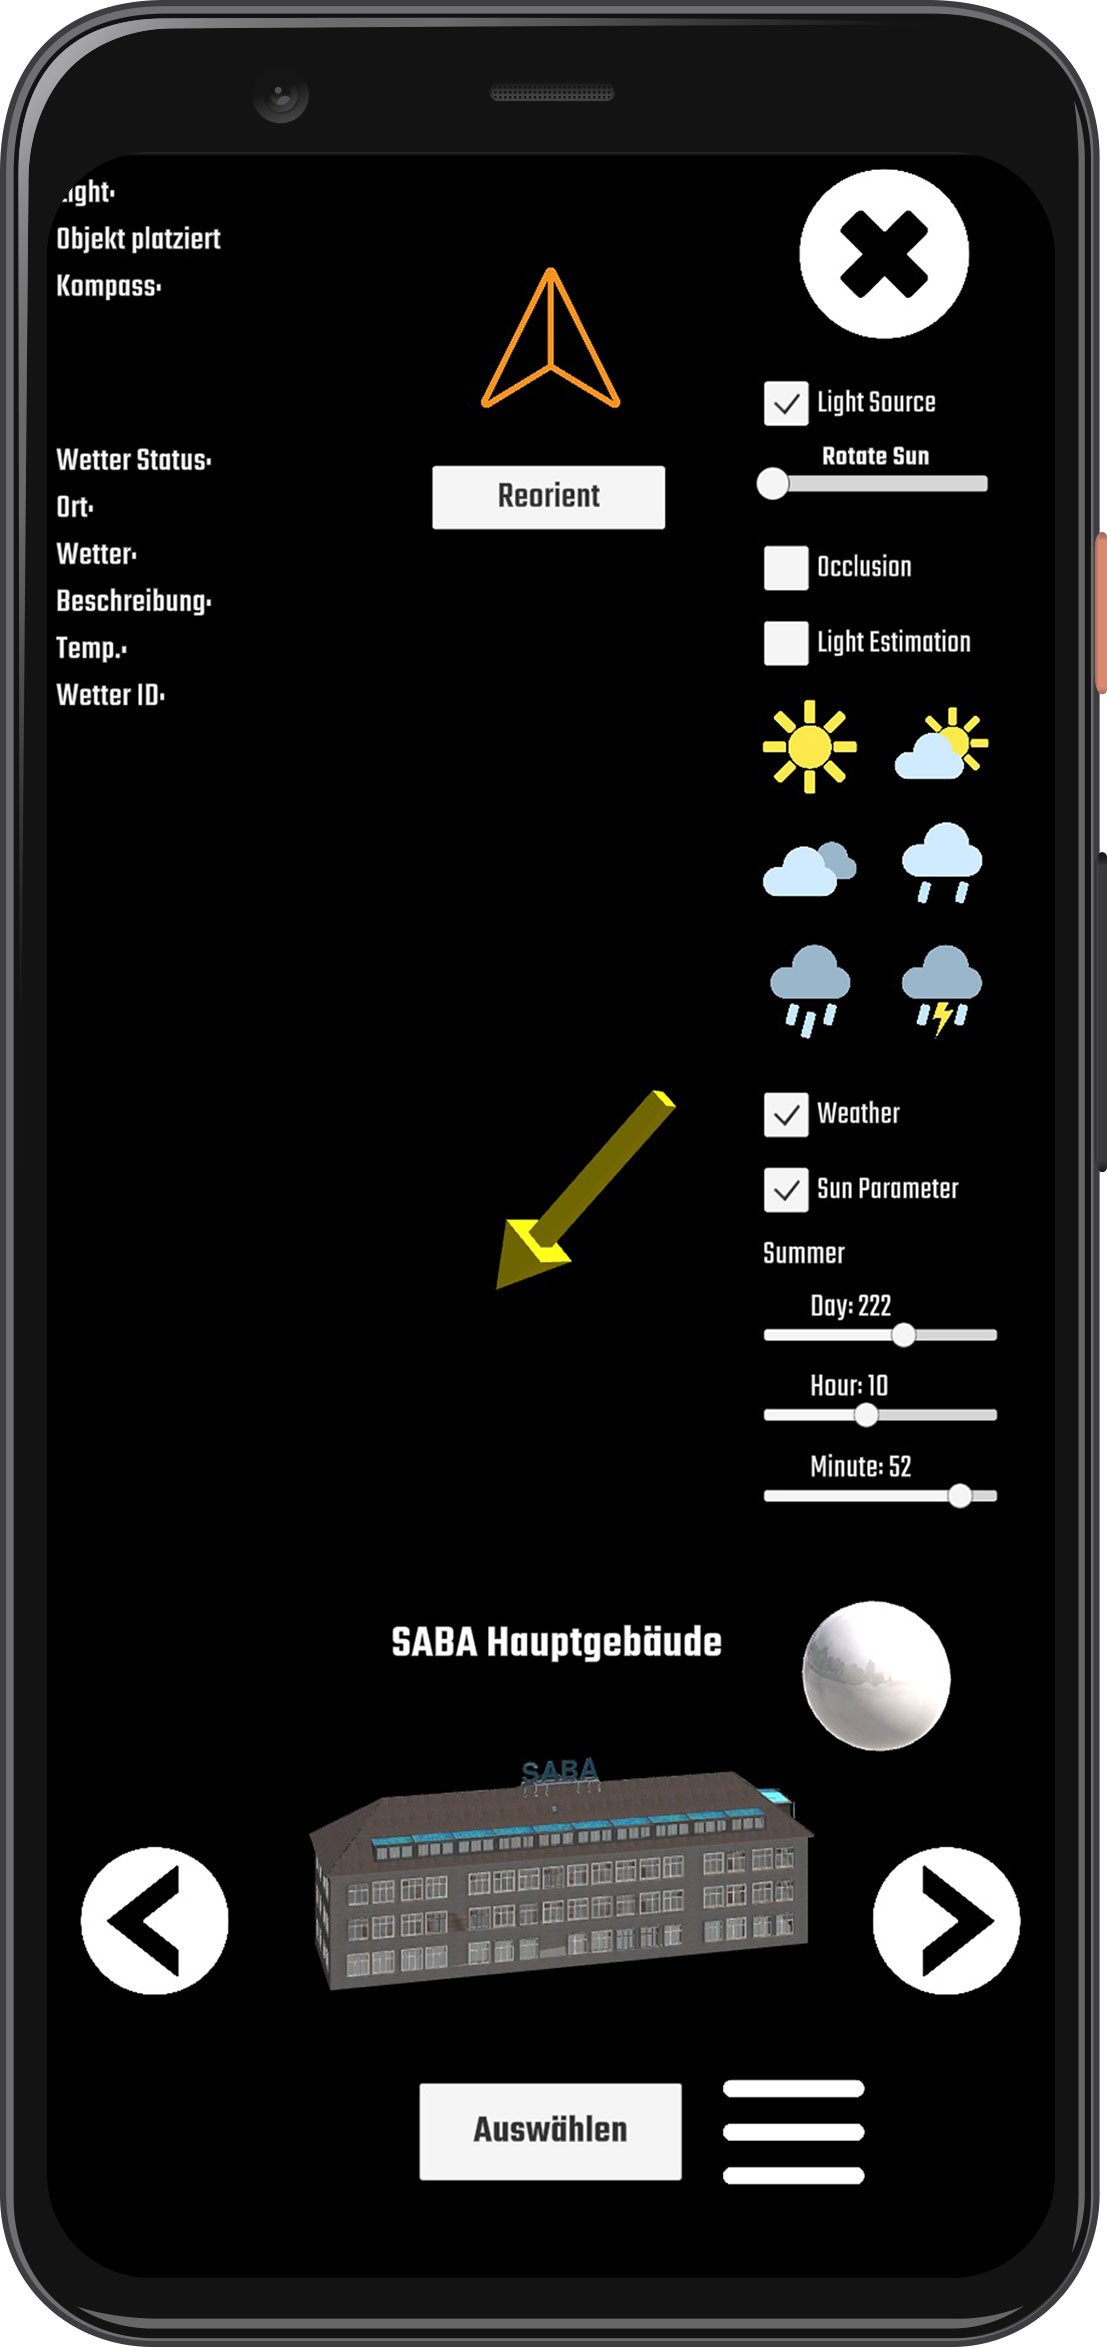 Light:
Objekt platziert
Kompass:
Wetter Status:
Ort:
Wetter:
Beschreibung:
Temp.:
Wetter ID:
Reorient
Light Source
Rotate Sun
Occlusion
Light Estimation
Weather
Sun Parameter
Summer
Day: 222
Hour: 10
Minute: 52
SABA Hauptgebäude
SABA
Auswählen